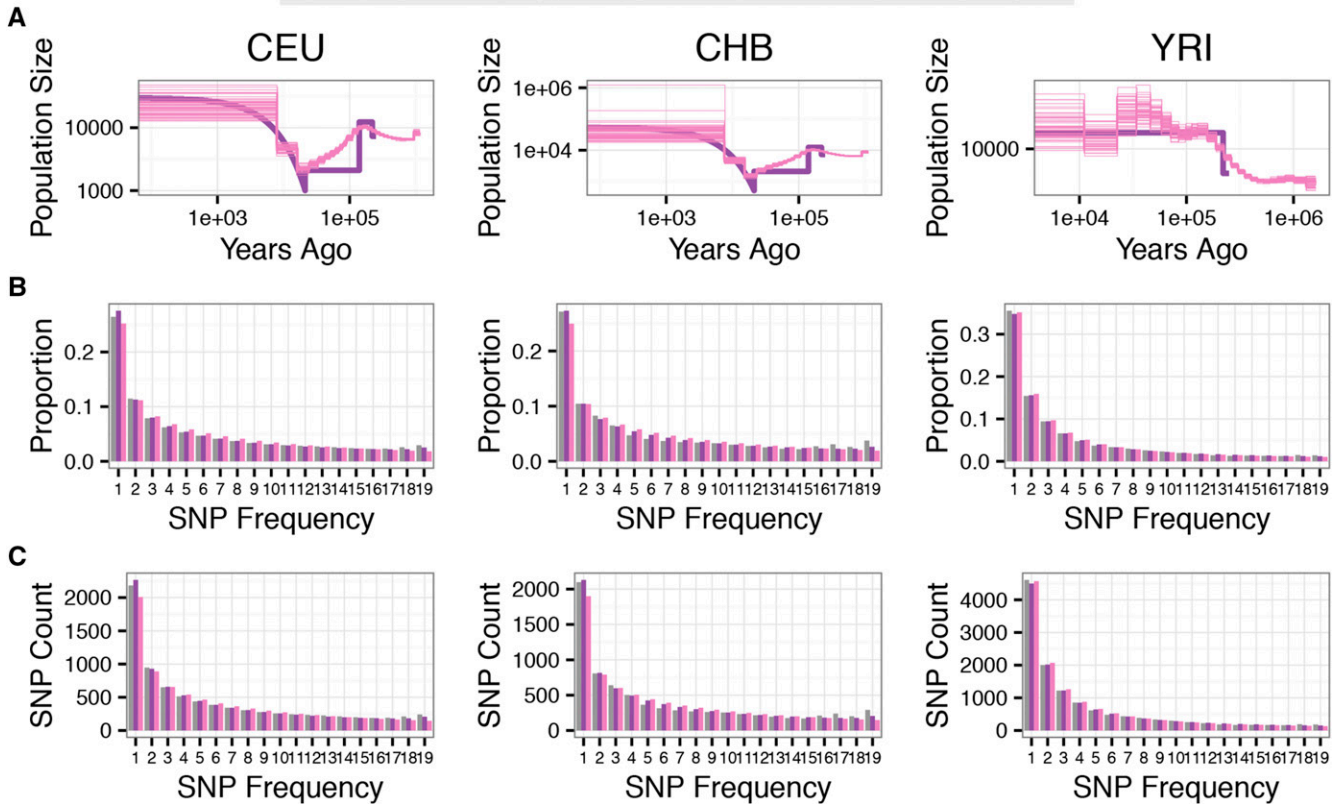 A
CEU
CHB
YRI
Population Size
10000
1000
1e+03
1e+05
Years Ago
Population Size
1e+06
1e+04
1e+03
1e+05
Years Ago
Population Size
10000
1e+04
1e+05
1e+06
Years Ago
B
Proportion
0.2
0.1
0.0
1 2 3 4 5 6 7 8 9 10 11 12 13 14 15 16 17 18 19
SNP Frequency
Proportion
0.2
0.1
0.0
1 2 3 4 5 6 7 8 9 10 11 12 13 14 15 16 17 18 19
SNP Frequency
Proportion
0.3
0.2
0.1
0.0
1 2 3 4 5 6 7 8 9 10 11 12 13 14 15 16 17 18 19
SNP Frequency
C
SNP Count
2000
1500
1000
500
0
1 2 3 4 5 6 7 8 9 10 11 12 13 14 15 16 17 18 19
SNP Frequency
SNP Count
2000
1500
1000
500
0
1 2 3 4 5 6 7 8 9 10 11 12 13 14 15 16 17 18 19
SNP Frequency
SNP Count
4000
3000
2000
1000
0
1 2 3 4 5 6 7 8 9 10 11 12 13 14 15 16 17 18 19
SNP Frequency